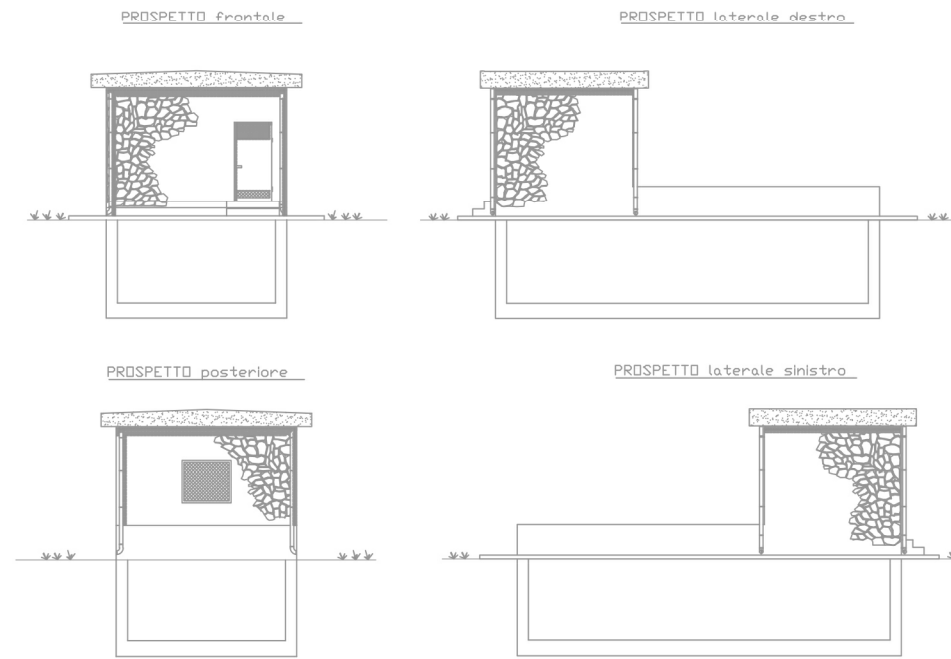 PROSPETTO frontale
PROSPETTO laterale destro
PROSPETTO posteriore
PROSPETTO laterale sinistro